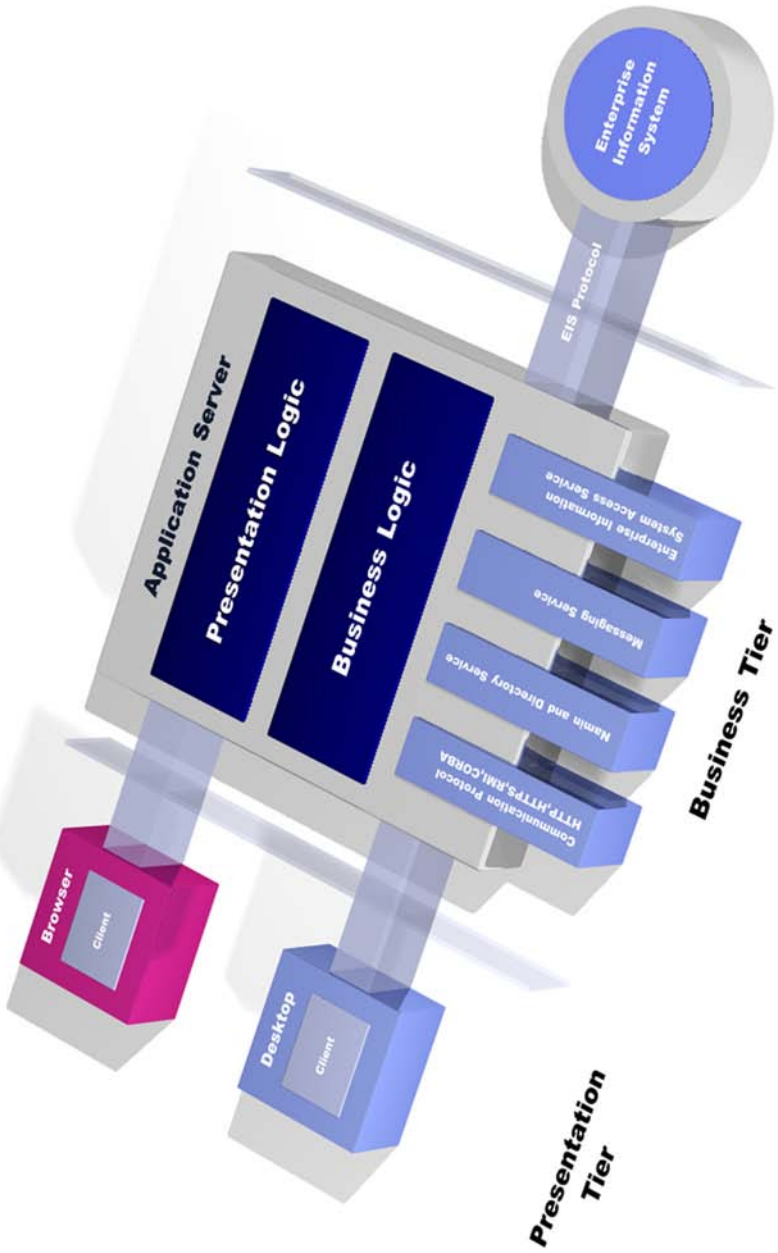 Enterprise
Information
System
EIS Protocol
Application Server
Presentation Logic
Business Logic
Enterprise Information
System Access Service
Messaging Service
Namin and Directory Service
Communication Protocol
HTTP,HTTPS,RMI,CORBA
Browser
Client
Desktop
Client
Business Tier
Presentation
Tier